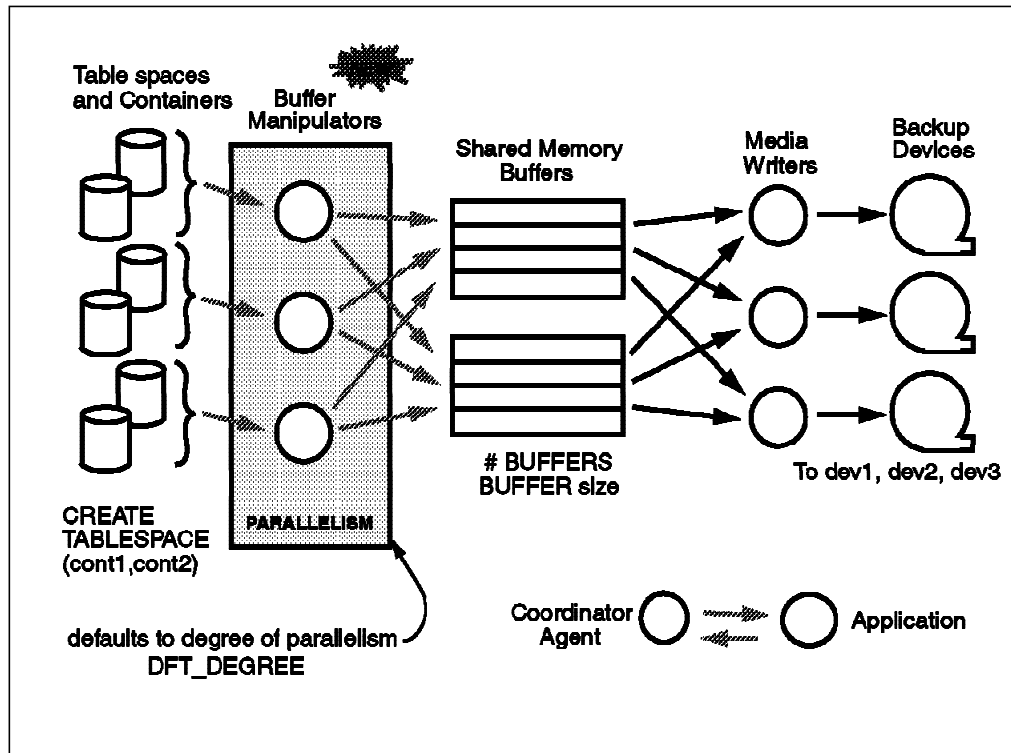 Table spaces
and Containers
Buffer
Manipulators
Shared Memory
Buffers
Media
Writers
Backup
Devices
# BUFFERS
BUFFER size
To dev1, dev2, dev3
CREATE
TABLESPACE
(cont1,cont2)
PARALLELISM
defaults to degree of parallelism
DFT_DEGREE
Coordinator
Agent
Application